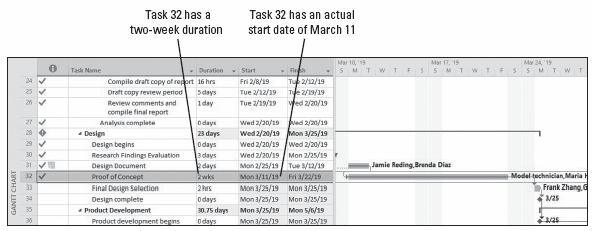 Task 32 has a
two-week duration
Task 32 has an actual
start date of March 11
Mar 10, '19 Mar 17, '19 Mar 24, '19
Task Name Duration Start Finish S M T W T F S S M T W T F S S M T W T
24 Compile draft copy of report 16 hrs Fri 2/8/19 Tue 2/12/19
25 Draft copy review period 5 days Tue 2/12/19 Tue 2/19/19
26 Review comments and compile final report 1 day Tue 2/19/19 Wed 2/20/19
27 Analysis complete 0 days Wed 2/20/19 Wed 2/20/19
28 Design 23 days Wed 2/20/19 Mon 3/25/19
29 Design begins 0 days Wed 2/20/19 Wed 2/20/19
30 Research Findings Evaluation 3 days Wed 2/20/19 Mon 2/25/19
31 Design Document days Mon 2/25/19 Tue 3/12/19 Jamie Reding,Brenda Diaz
32 Proof of Concept 2 wks Mon 3/11/19 Fri 3/22/19 Model technician,Maria H
33 Final Design Selection 2 hrs Mon 3/25/19 Mon 3/25/19 Frank Zhang,G
34 Design complete 0 days Mon 3/25/19 Mon 3/25/19 3/25
35 Product Development 30.75 days Mon 3/25/19 Mon 5/6/19
36 Product development begins 0 days Mon 3/25/19 Mon 3/25/19 3/25
GANTT CHART